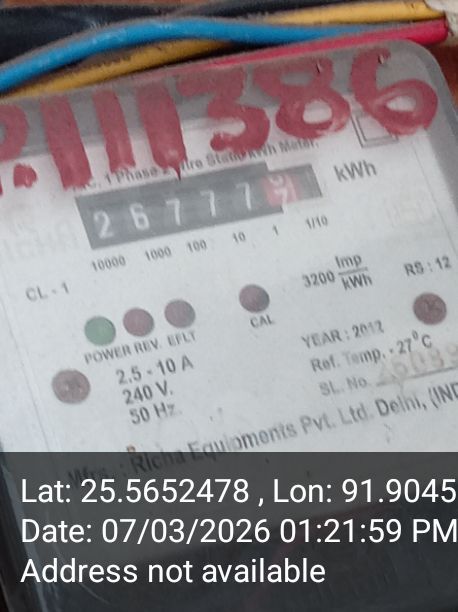 P.111386
A.C. 1 Phase 2 Wire Static kWh Meter.
kWh
2 6 7 7 7
10000 1000 100 10 1 1/10
CL - 1
3200 Imp/kWh
RS : 12
POWER REV. EFLT
CAL
2.5 - 10 A
240 V.
50 Hz.
YEAR : 2012
Ref. Temp. : 27°C
SL. No.
Mfrs. : Richa Equipments Pvt. Ltd. Delhi, (IND
Lat: 25.5652478 , Lon: 91.9045
Date: 07/03/2026 01:21:59 PM
Address not available